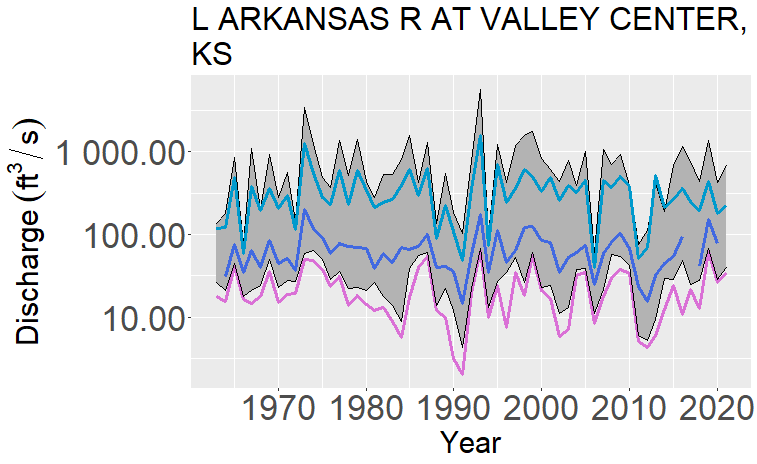 L ARKANSAS R AT VALLEY CENTER,
KS
Discharge (ft³/s)
1 000.00
100.00
10.00
1970 1980 1990 2000 2010 2020
Year